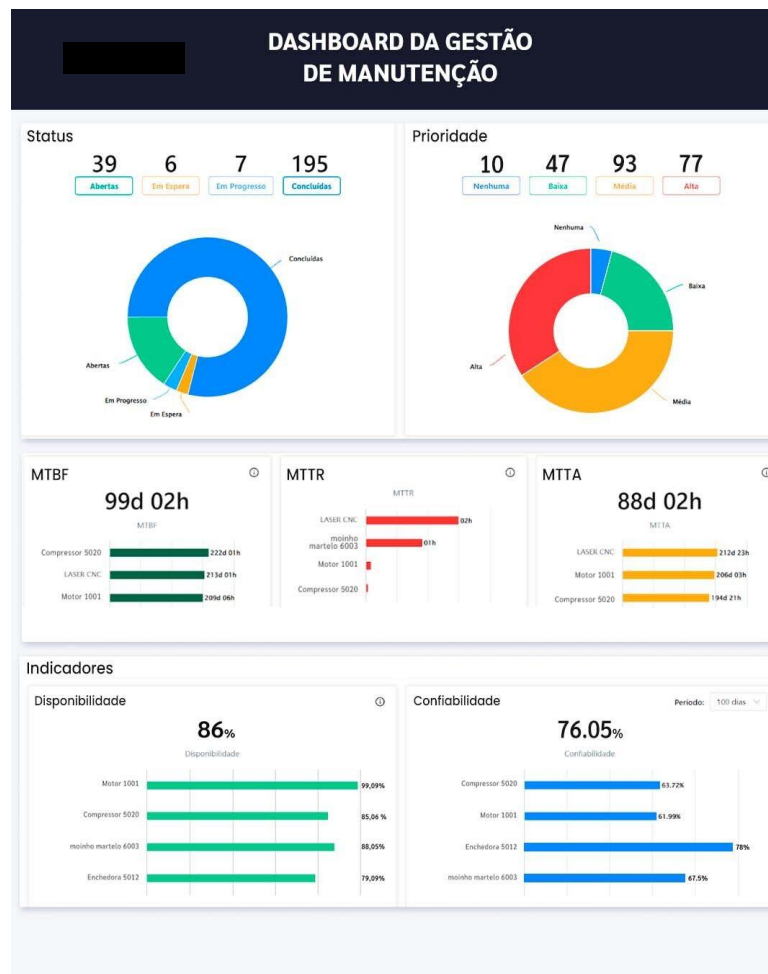 DASHBOARD DA GESTÃO
DE MANUTENÇÃO
Status
39 6 7 195
Abertas Em Espera Em Progresso Concluídas
Concluídas
Abertas
Em Progresso
Em Espera
Prioridade
10 47 93 77
Nenhuma Baixa Média Alta
Nenhuma
Baixa
Alta
Média
MTBF
99d 02h
MTBF
Compressor 5020 222d 01h
LASER CNC 213d 01h
Motor 1001 209d 06h
MTTR
MTTR
LASER CNC 02h
moinho
martelo 6003 01h
Motor 1001
Compressor 5020
MTTA
88d 02h
MTTA
LASER CNC 212d 23h
Motor 1001 206d 03h
Compressor 5020 194d 21h
Indicadores
Disponibilidade
86%
Disponibilidade
Motor 1001 99,09%
Compressor 5020 85,06 %
moinho martelo 6003 88,05%
Enchedora 5012 79,09%
Confiabilidade
Período: 100 dias
76.05%
Confiabilidade
Compressor 5020 63.72%
Motor 1001 61.99%
Enchedora 5012 78%
moinho martelo 6003 67.5%